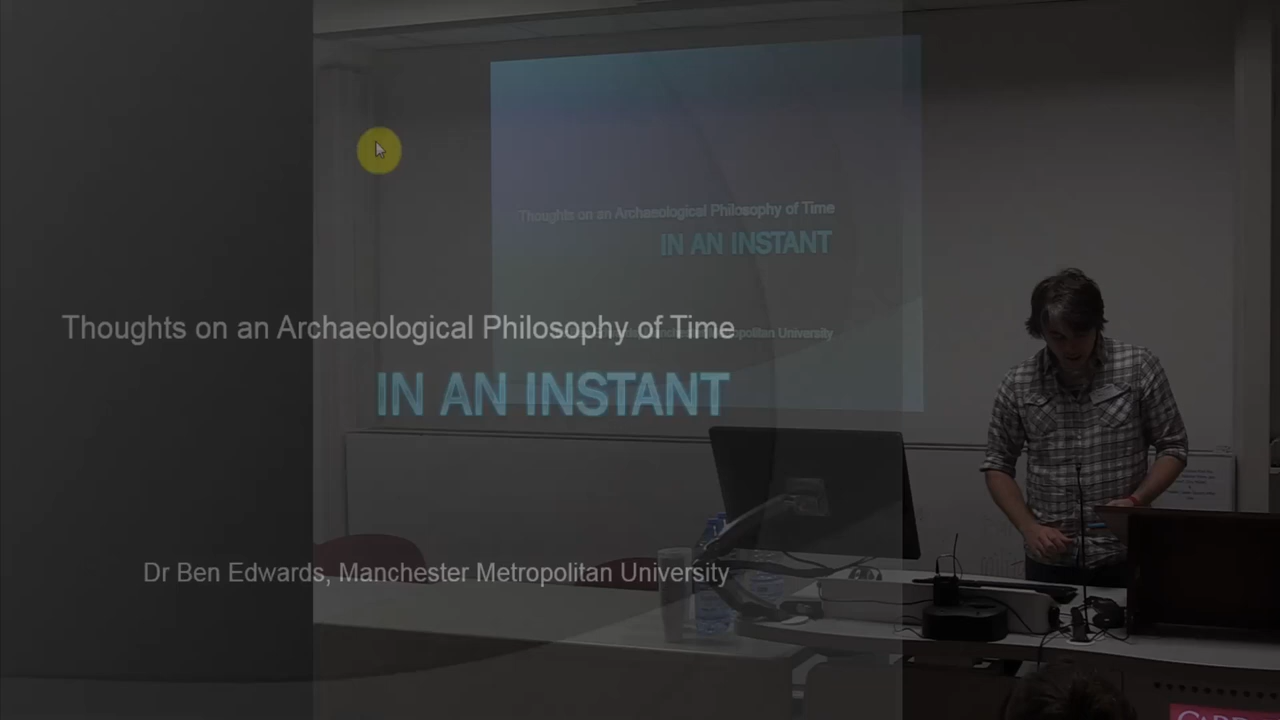 Thoughts on an Archaeological Philosophy of Time
IN AN INSTANT
Thoughts on an Archaeological Philosophy of Time
IN AN INSTANT
Dr Ben Edwards, Manchester Metropolitan University